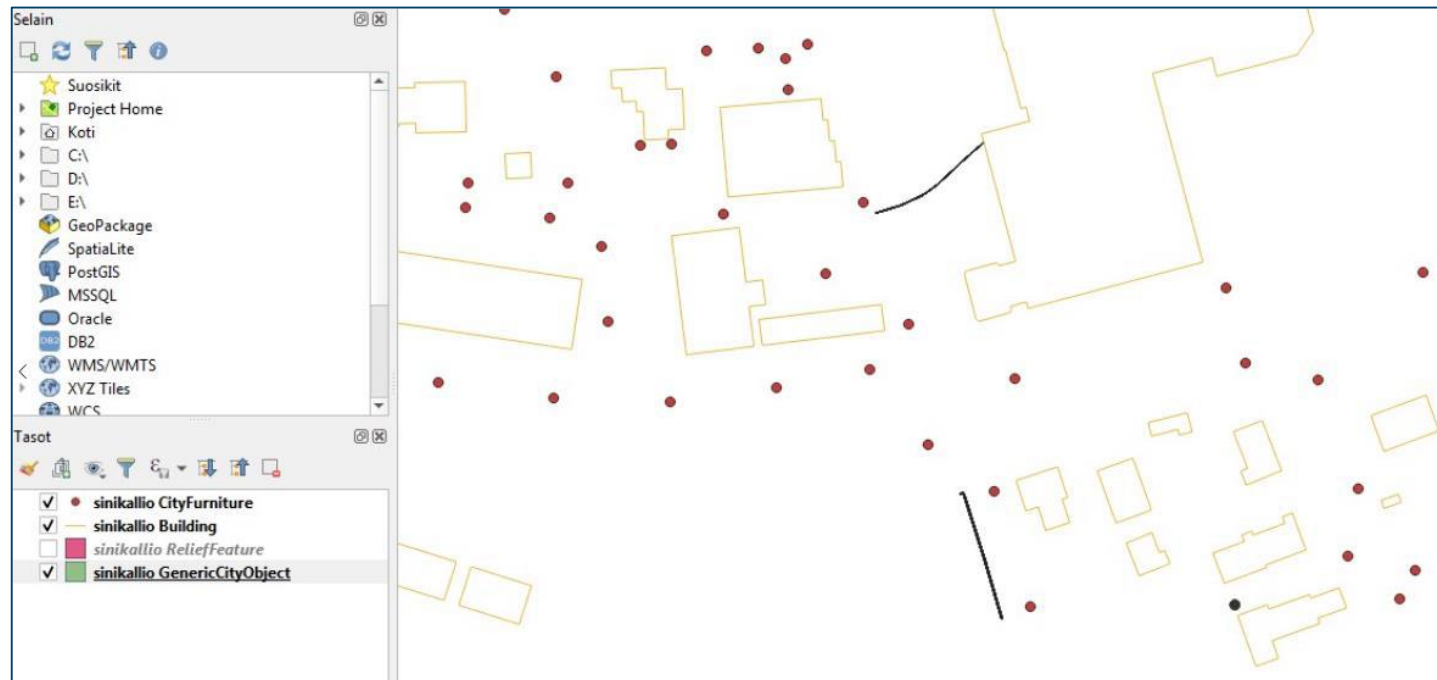 Selain
Suosikit
Project Home
Koti
C:\
D:\
E:\
GeoPackage
SpatiaLite
PostGIS
MSSQL
Oracle
DB2
DB2
WMS/WMTS
XYZ Tiles
WCS
Tasot
sinikallio CityFurniture
sinikallio Building
sinikallio ReliefFeature
sinikallio GenericCityObject